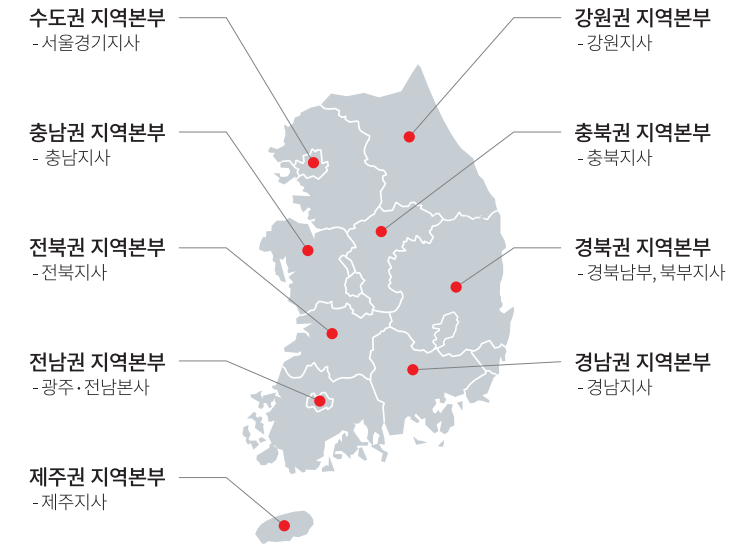 수도권 지역본부
- 서울경기지사
충남권 지역본부
- 충남지사
전북권 지역본부
- 전북지사
전남권 지역본부
- 광주·전남본사
제주권 지역본부
- 제주지사
강원권 지역본부
- 강원지사
충북권 지역본부
- 충북지사
경북권 지역본부
- 경북남부, 북부지사
경남권 지역본부
- 경남지사